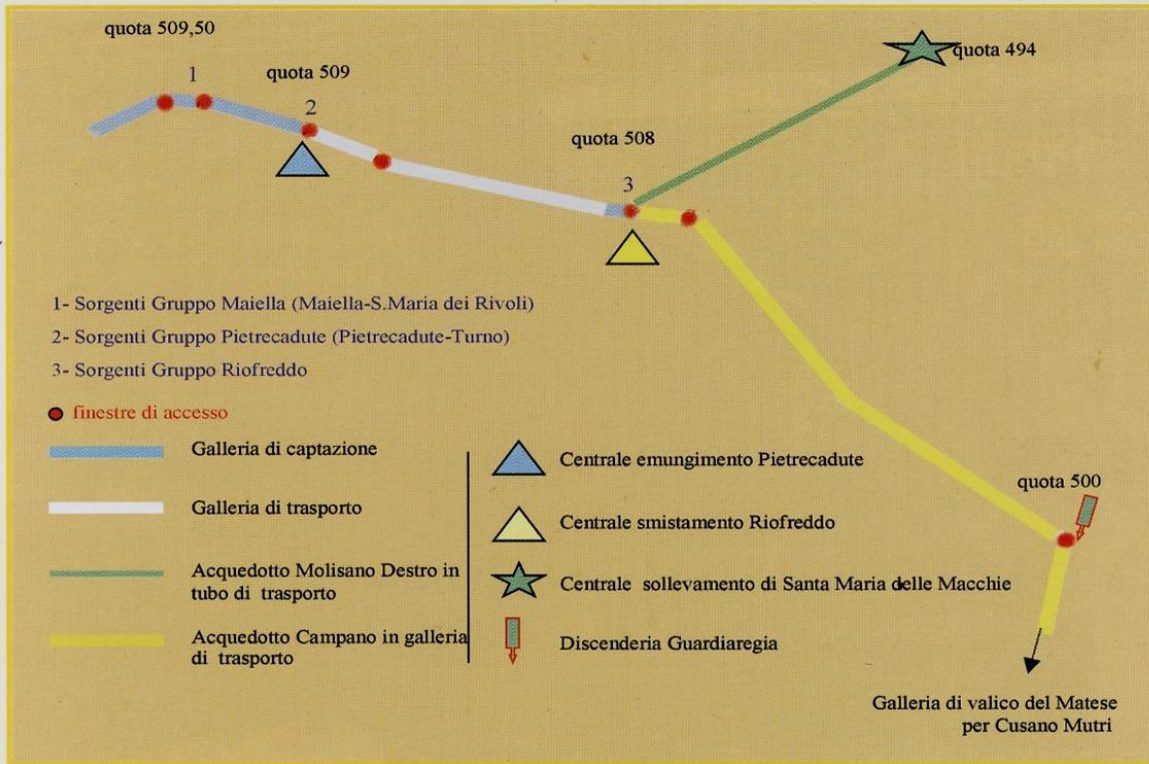 quota 509,50
1
quota 509
2
quota 494
quota 508
3
1- Sorgenti Gruppo Maiella (Maiella-S.Maria dei Rivoli)
2- Sorgenti Gruppo Pietrecadute (Pietrecadute-Turno)
3- Sorgenti Gruppo Riofreddo
finestre di accesso
Galleria di captazione
Galleria di trasporto
Acquedotto Molisano Destro in
tubo di trasporto
Acquedotto Campano in galleria
di trasporto
Centrale emungimento Pietrecadute
Centrale smistamento Riofreddo
Centrale sollevamento di Santa Maria delle Macchie
Discenderia Guardiaregia
quota 500
Galleria di valico del Matese
per Cusano Mutri